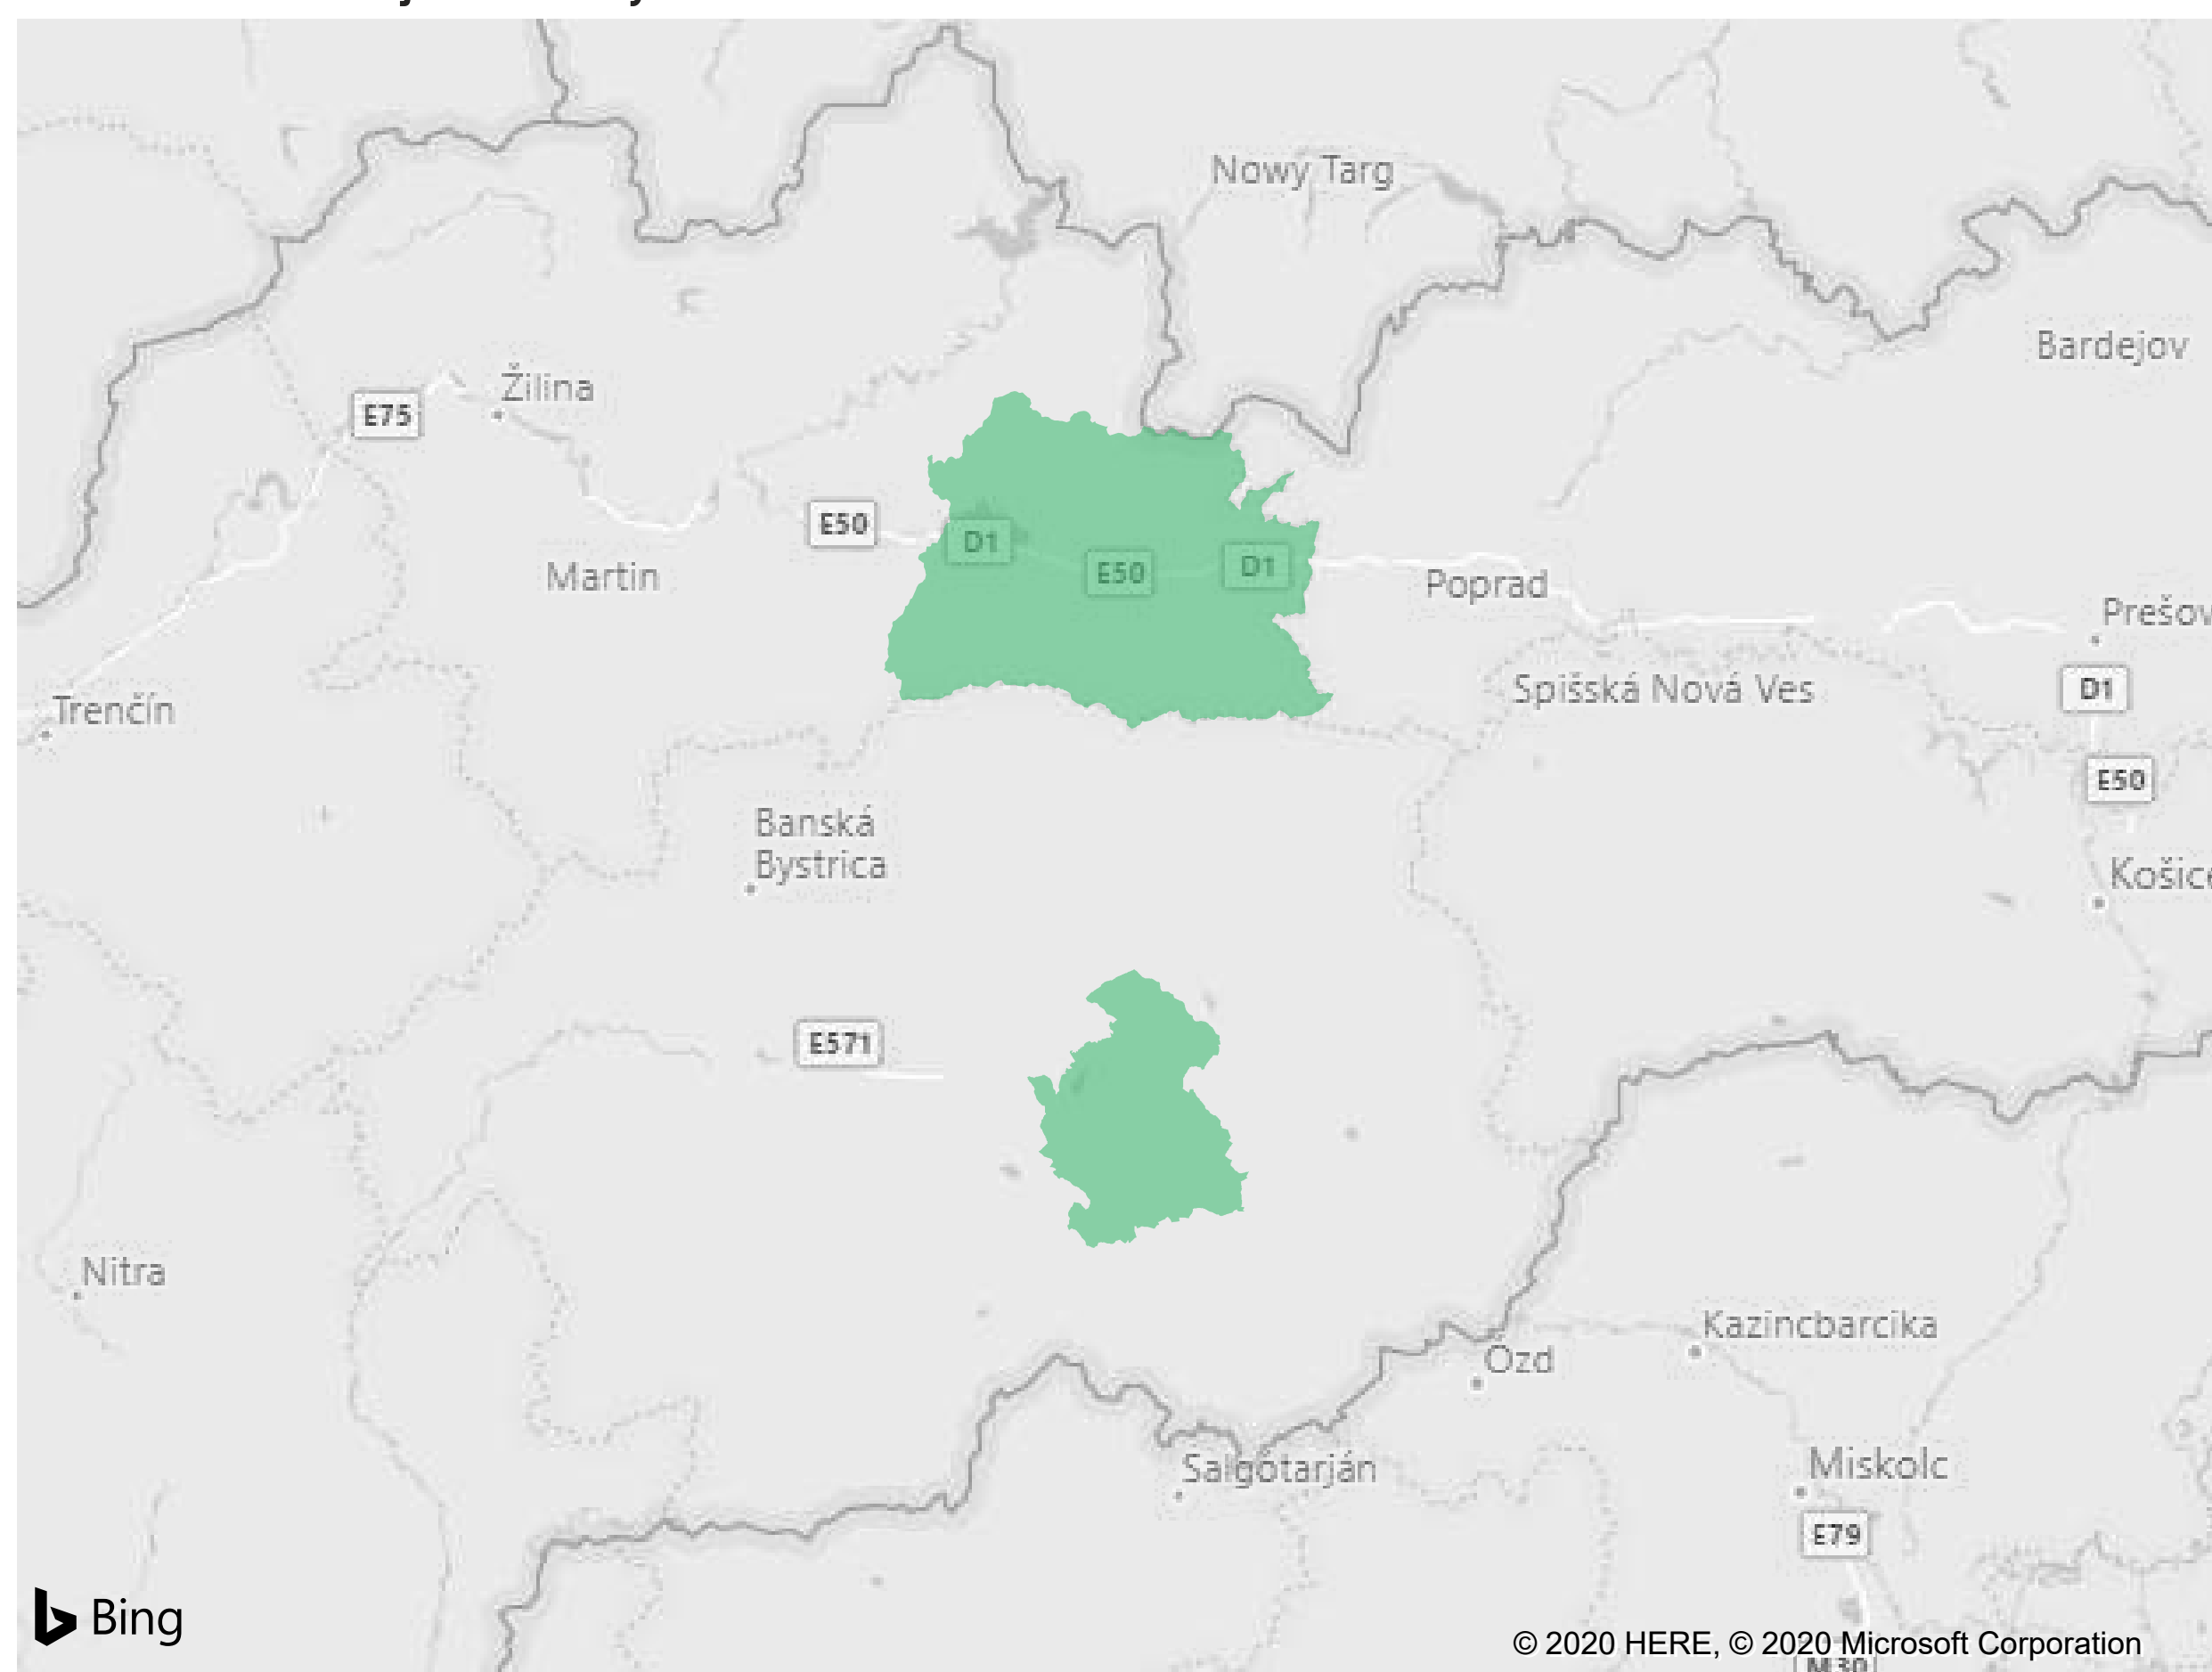 Nowy Targ
Bardejov
Žilina
E75
E50
D1
E50
D1
Martin
Poprad
Prešov
Spišská Nová Ves
D1
Trenčín
E50
Banská
Bystrica
Košice
E571
Nitra
Kazincbarcika
Ózd
Salgótarján
Miskolc
E79
Bing
© 2020 HERE, © 2020 Microsoft Corporation
M30